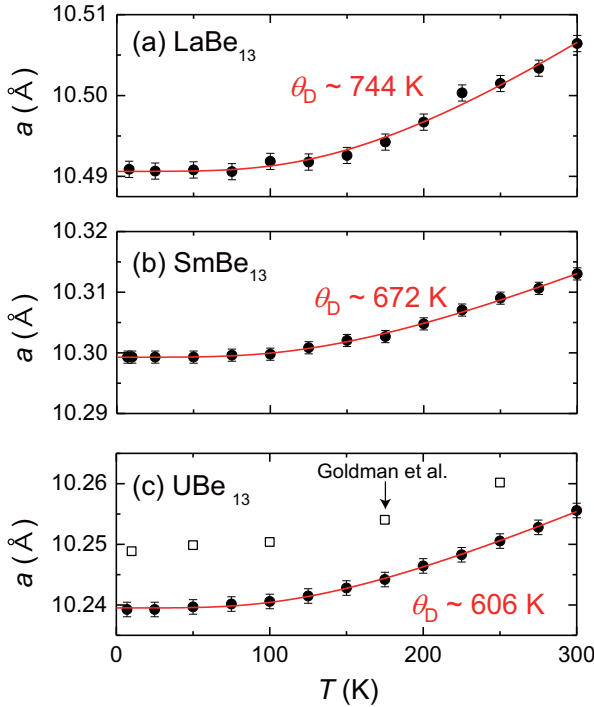 10.51
(a) LaBe13
10.50
θD ~ 744 K
a (Å)
10.49
10.32
(b) SmBe13
10.31
θD ~ 672 K
a (Å)
10.30
10.29
(c) UBe 13
Goldman et al.
10.26
10.25
a (Å)
10.24
θD ~ 606 K
0 100 200 300
T (K)